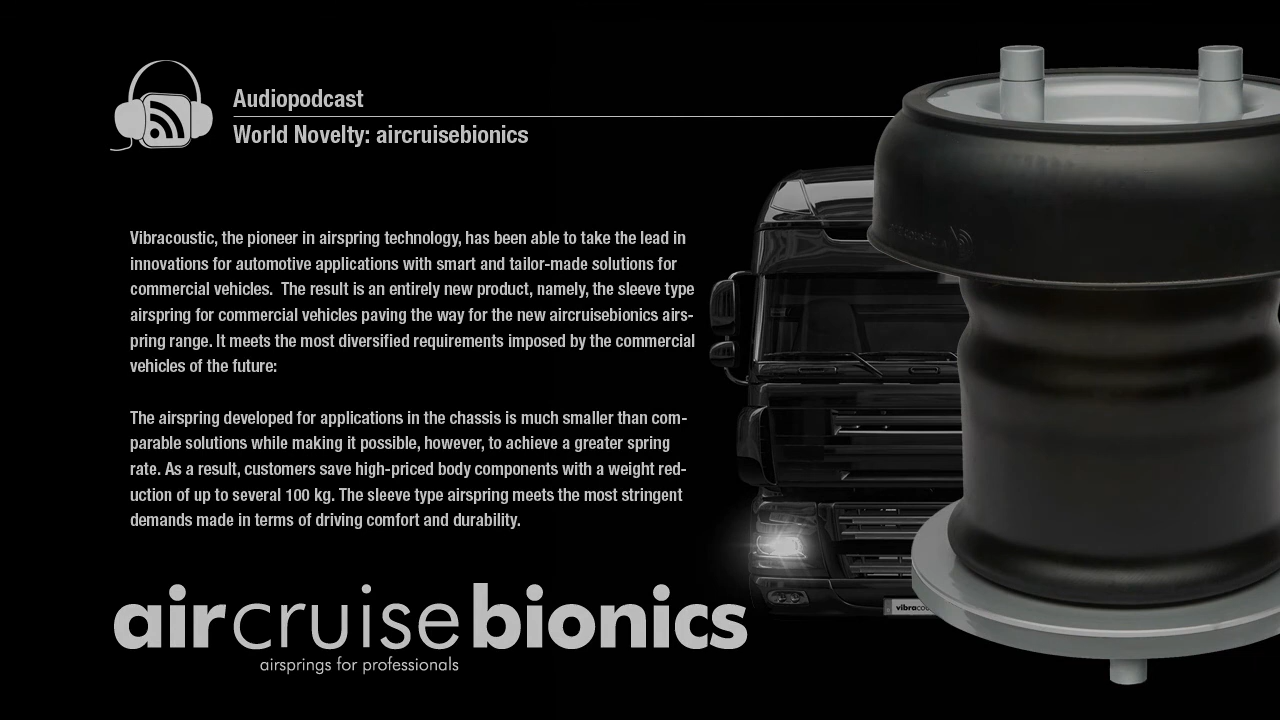 Audiopodcast
World Novelty: aircruisebionics
Vibracoustic, the pioneer in airspring technology, has been able to take the lead in
innovations for automotive applications with smart and tailor-made solutions for
commercial vehicles.  The result is an entirely new product, namely, the sleeve type
airspring for commercial vehicles paving the way for the new aircruisebionics airs-
pring range. It meets the most diversified requirements imposed by the commercial
vehicles of the future:
The airspring developed for applications in the chassis is much smaller than com-
parable solutions while making it possible, however, to achieve a greater spring
rate. As a result, customers save high-priced body components with a weight red-
uction of up to several 100 kg. The sleeve type airspring meets the most stringent
demands made in terms of driving comfort and durability.
aircruisebionics
airsprings for professionals